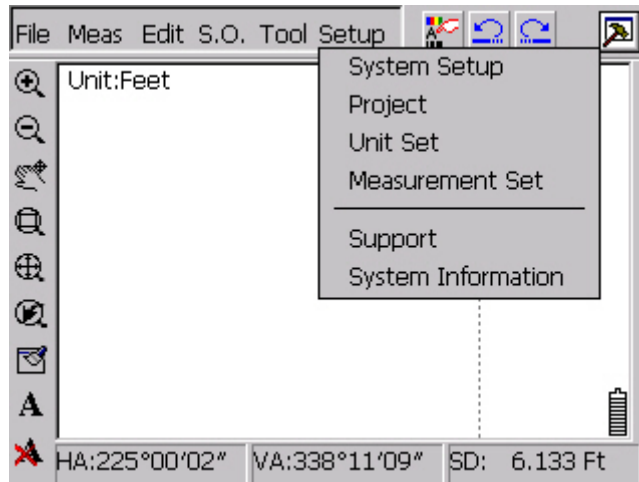 File Meas Edit S.O. Tool Setup
Unit:Feet
System Setup
Project
Unit Set
Measurement Set
Support
System Information
A
A
HA:225°00'02" VA:338°11'09" SD: 6.133 Ft